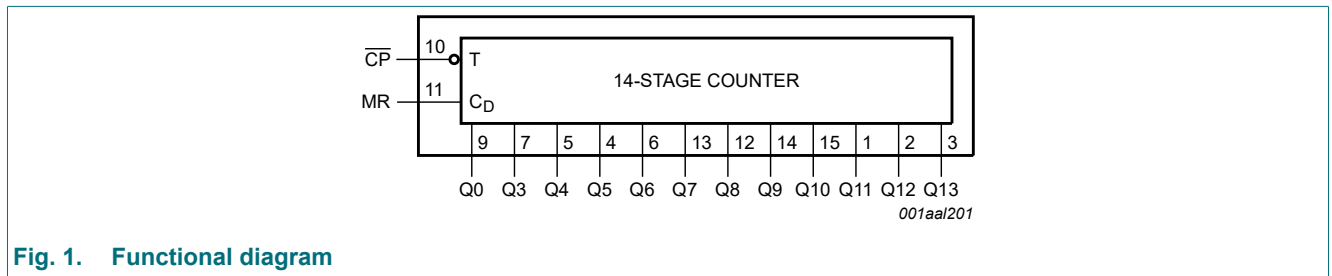 CP
10
T
14-STAGE COUNTER
MR
11
CD
9 7 5 4 6 13 12 14 15 1 2 3
Q0 Q3 Q4 Q5 Q6 Q7 Q8 Q9 Q10 Q11 Q12 Q13
001aal201
Fig. 1. Functional diagram